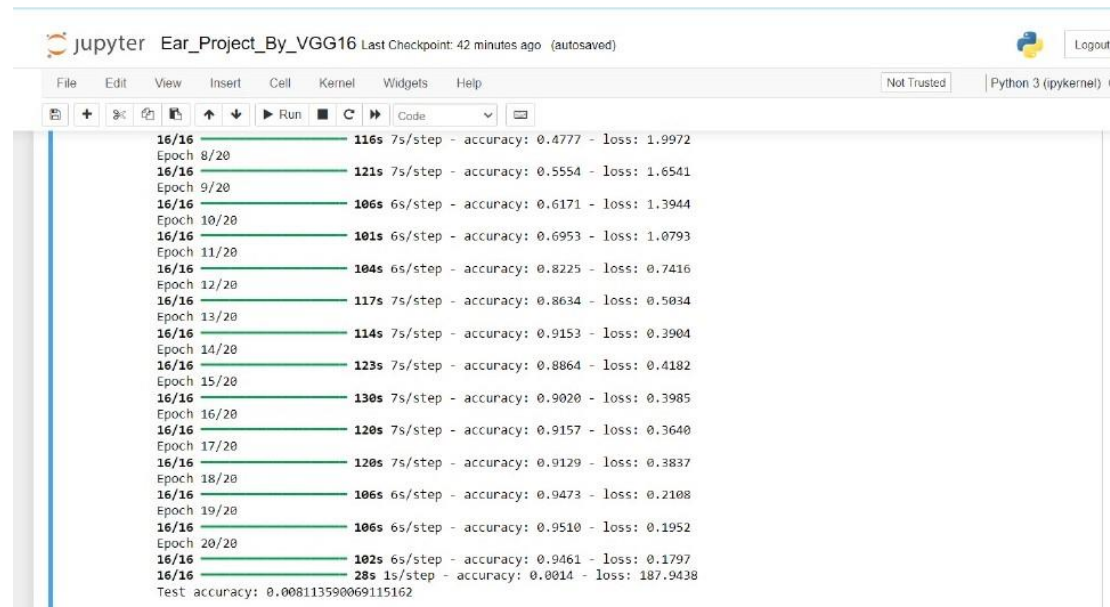 jupyter Ear_Project_By_VGG16 Last Checkpoint: 42 minutes ago (autosaved)
Logout
File Edit View Insert Cell Kernel Widgets Help
Not Trusted
Python 3 (ipykernel)
Run
Code
16/16 116s 7s/step - accuracy: 0.4777 - loss: 1.9972
Epoch 8/20
16/16 121s 7s/step - accuracy: 0.5554 - loss: 1.6541
Epoch 9/20
16/16 106s 6s/step - accuracy: 0.6171 - loss: 1.3944
Epoch 10/20
16/16 101s 6s/step - accuracy: 0.6953 - loss: 1.0793
Epoch 11/20
16/16 104s 6s/step - accuracy: 0.8225 - loss: 0.7416
Epoch 12/20
16/16 117s 7s/step - accuracy: 0.8634 - loss: 0.5034
Epoch 13/20
16/16 114s 7s/step - accuracy: 0.9153 - loss: 0.3904
Epoch 14/20
16/16 123s 7s/step - accuracy: 0.8864 - loss: 0.4182
Epoch 15/20
16/16 130s 7s/step - accuracy: 0.9020 - loss: 0.3985
Epoch 16/20
16/16 120s 7s/step - accuracy: 0.9157 - loss: 0.3640
Epoch 17/20
16/16 120s 7s/step - accuracy: 0.9129 - loss: 0.3837
Epoch 18/20
16/16 106s 6s/step - accuracy: 0.9473 - loss: 0.2108
Epoch 19/20
16/16 106s 6s/step - accuracy: 0.9510 - loss: 0.1952
Epoch 20/20
16/16 102s 6s/step - accuracy: 0.9461 - loss: 0.1797
16/16 28s 1s/step - accuracy: 0.0014 - loss: 187.9438
Test accuracy: 0.008113590069115162